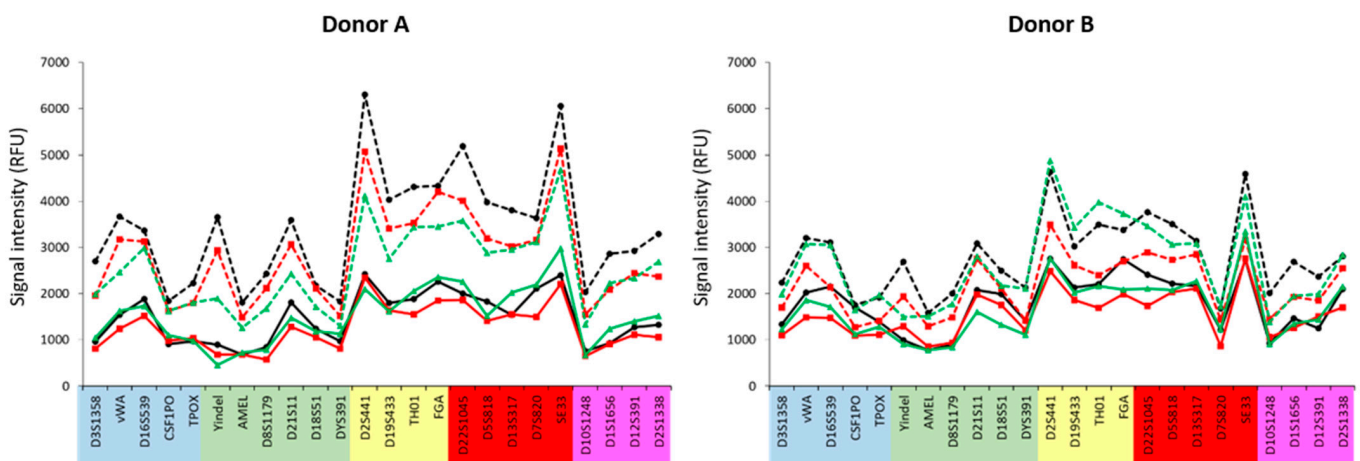 Donor A
Signal intensity (RFU)
7000
6000
5000
4000
3000
2000
1000
0
D3S1358
vWA
D16S539
CSF1PO
TPOX
Yindel
AMEL
D8S1179
D21S11
D18S51
DYS391
D2S441
D19S433
TH01
FGA
D22S1045
D5S818
D13S317
D7S820
SE33
D10S1248
D1S1656
D12S391
D2S1338
Donor B
Signal intensity (RFU)
7000
6000
5000
4000
3000
2000
1000
0
D3S1358
vWA
D16S539
CSF1PO
TPOX
Yindel
AMEL
D8S1179
D21S11
D18S51
DYS391
D2S441
D19S433
TH01
FGA
D22S1045
D5S818
D13S317
D7S820
SE33
D10S1248
D1S1656
D12S391
D2S1338